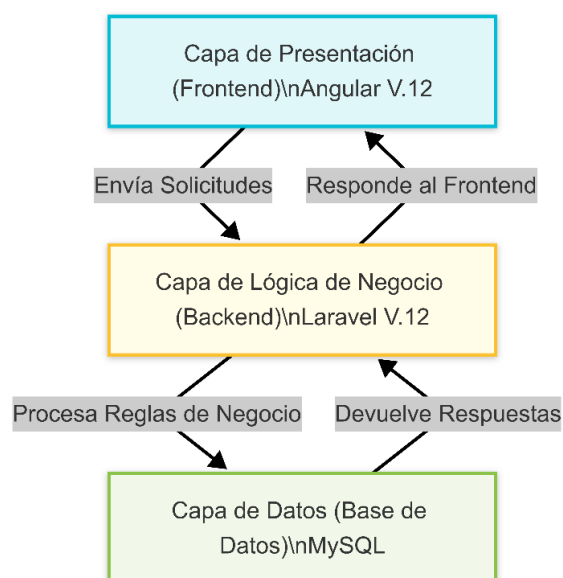 Capa de Presentación
(Frontend)\nAngular V.12
Envía Solicitudes
Responde al Frontend
Capa de Lógica de Negocio
(Backend)\nLaravel V.12
Procesa Reglas de Negocio
Devuelve Respuestas
Capa de Datos (Base de
Datos)\nMySQL